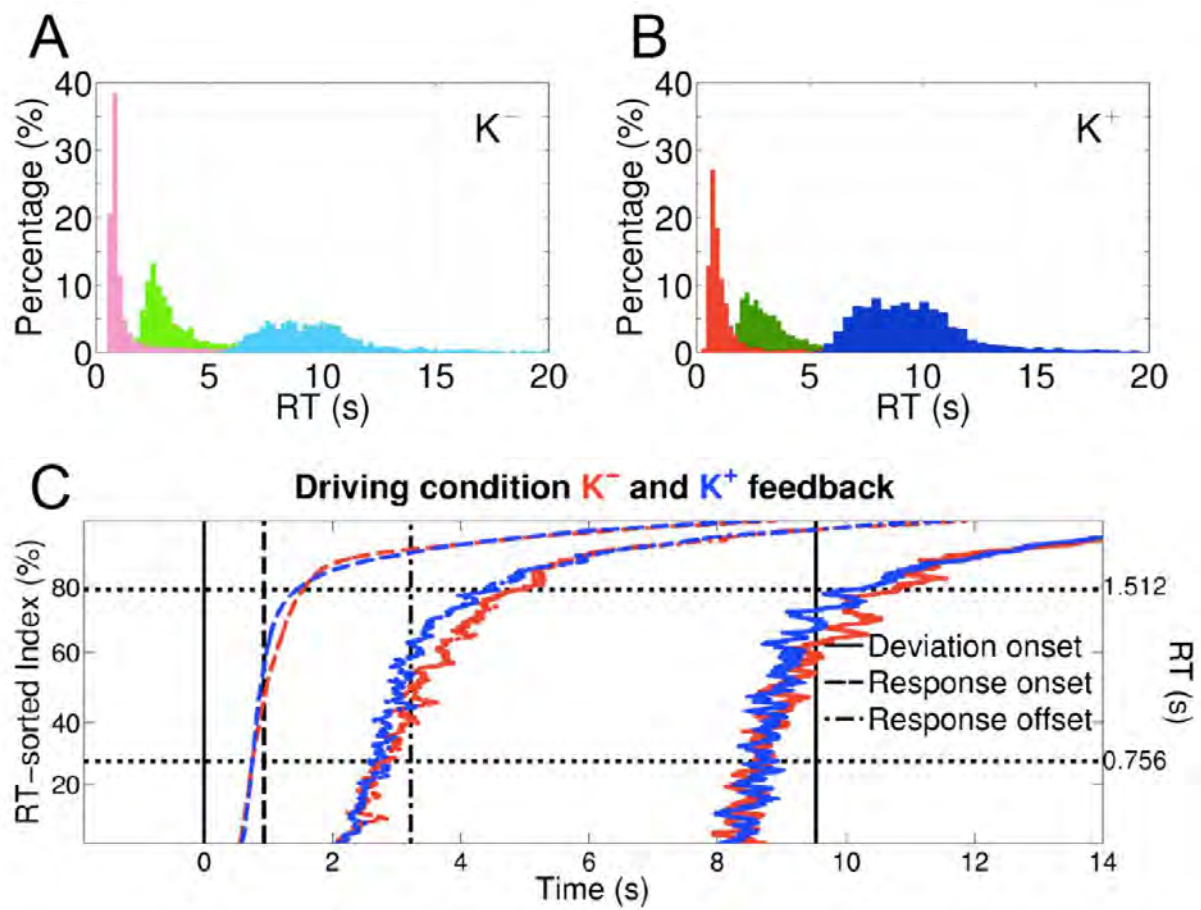 A
B
40
30
20
10
0
Percentage (%)
K⁻
0 5 10 15 20
RT (s)
40
30
20
10
0
Percentage (%)
K⁺
0 5 10 15 20
RT (s)
C
Driving condition K⁻ and K⁺ feedback
RT-sorted Index (%)
80
60
40
20
1.512
0.756
RT (s)
Deviation onset
Response onset
Response offset
0 2 4 6 8 10 12 14
Time (s)